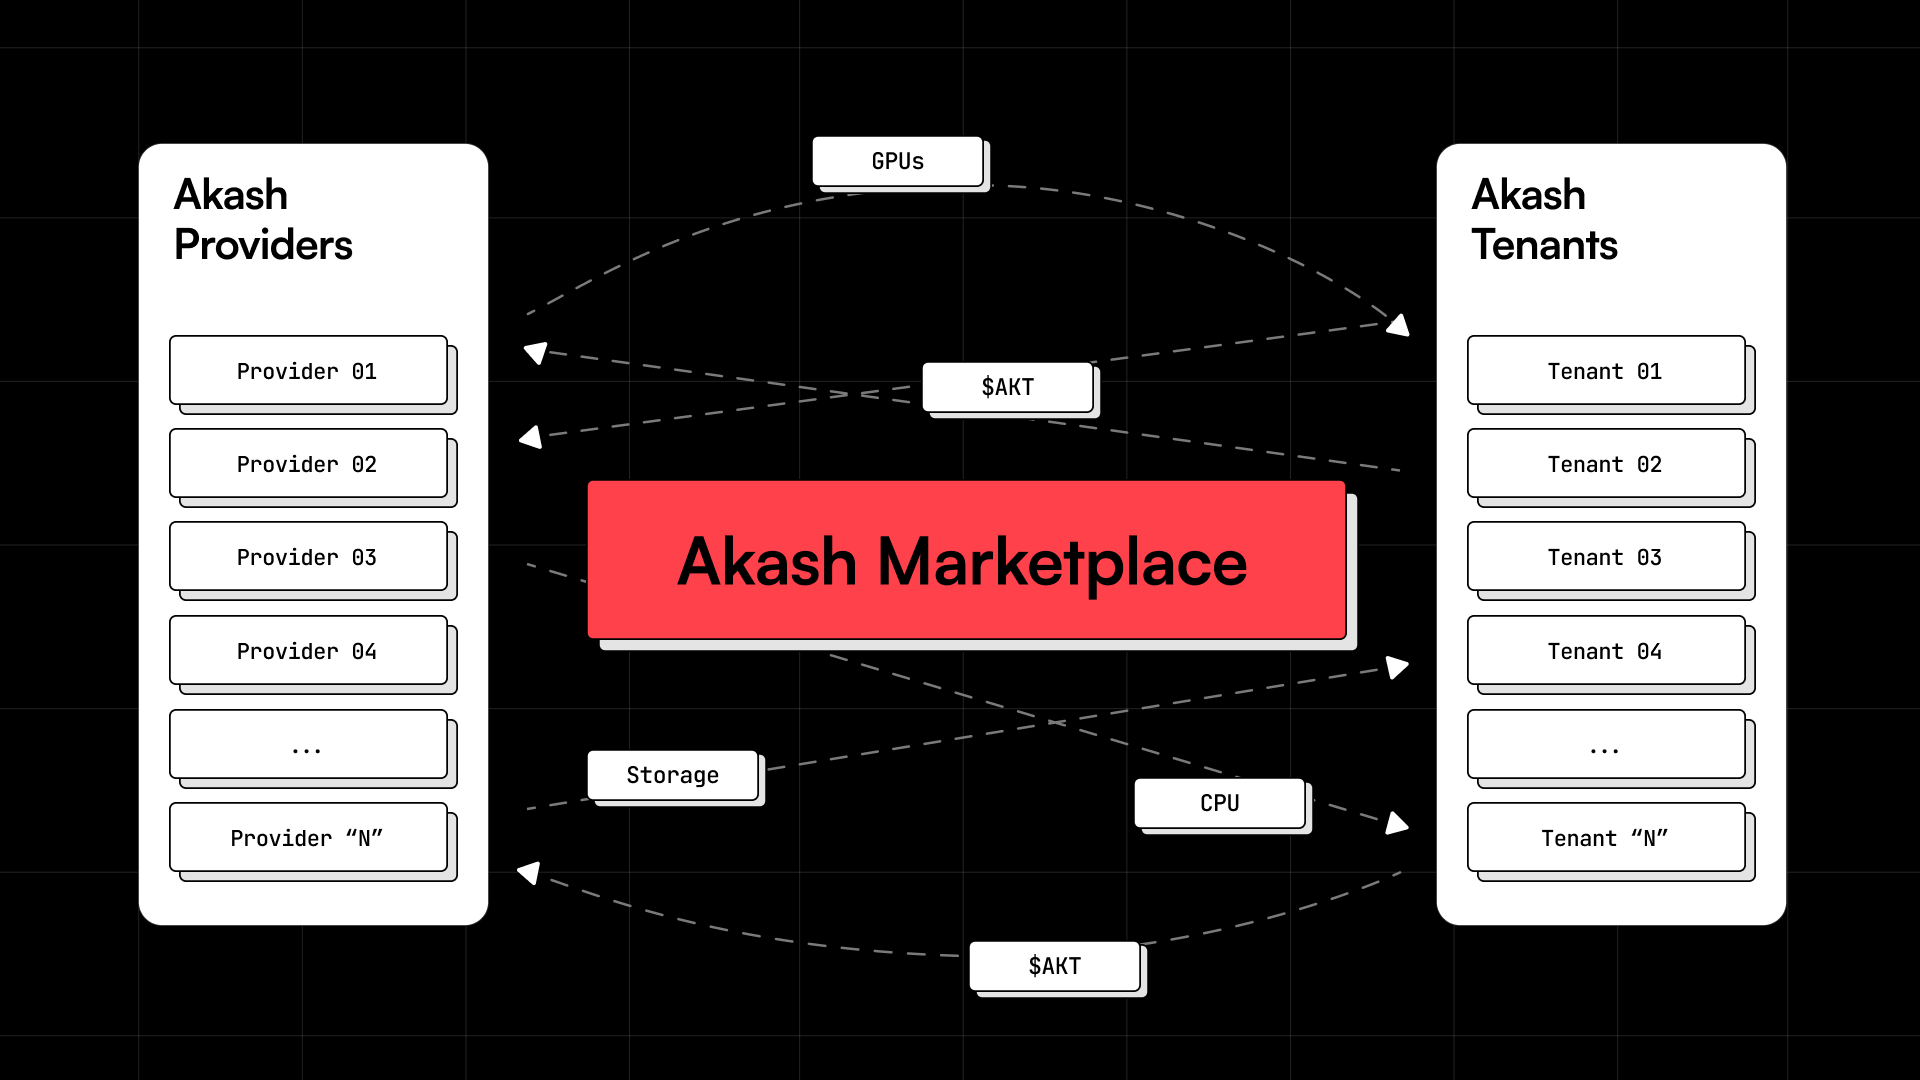 Akash
Providers
Provider 01
Provider 02
Provider 03
Provider 04
...
Provider “N”
GPUs
$AKT
Akash Marketplace
Storage
CPU
$AKT
Akash
Tenants
Tenant 01
Tenant 02
Tenant 03
Tenant 04
...
Tenant “N”